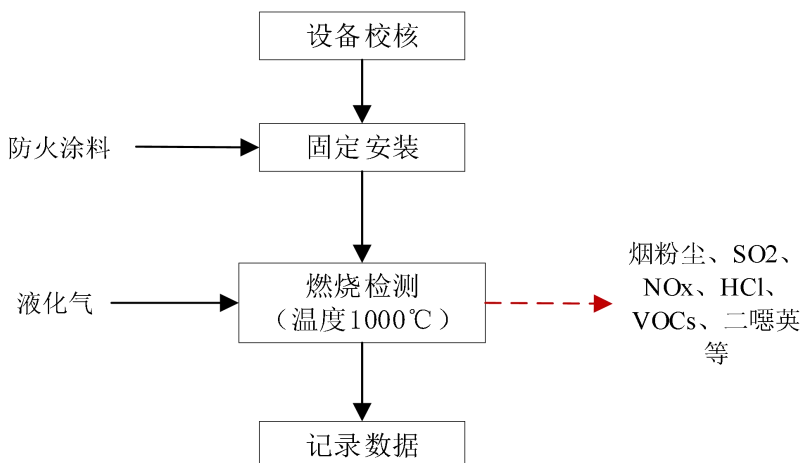 设备校核
防火涂料
固定安装
液化气
燃烧检测
（温度1000℃）
烟粉尘、SO2、
NOx、HCl、
VOCs、二噁英
等
记录数据